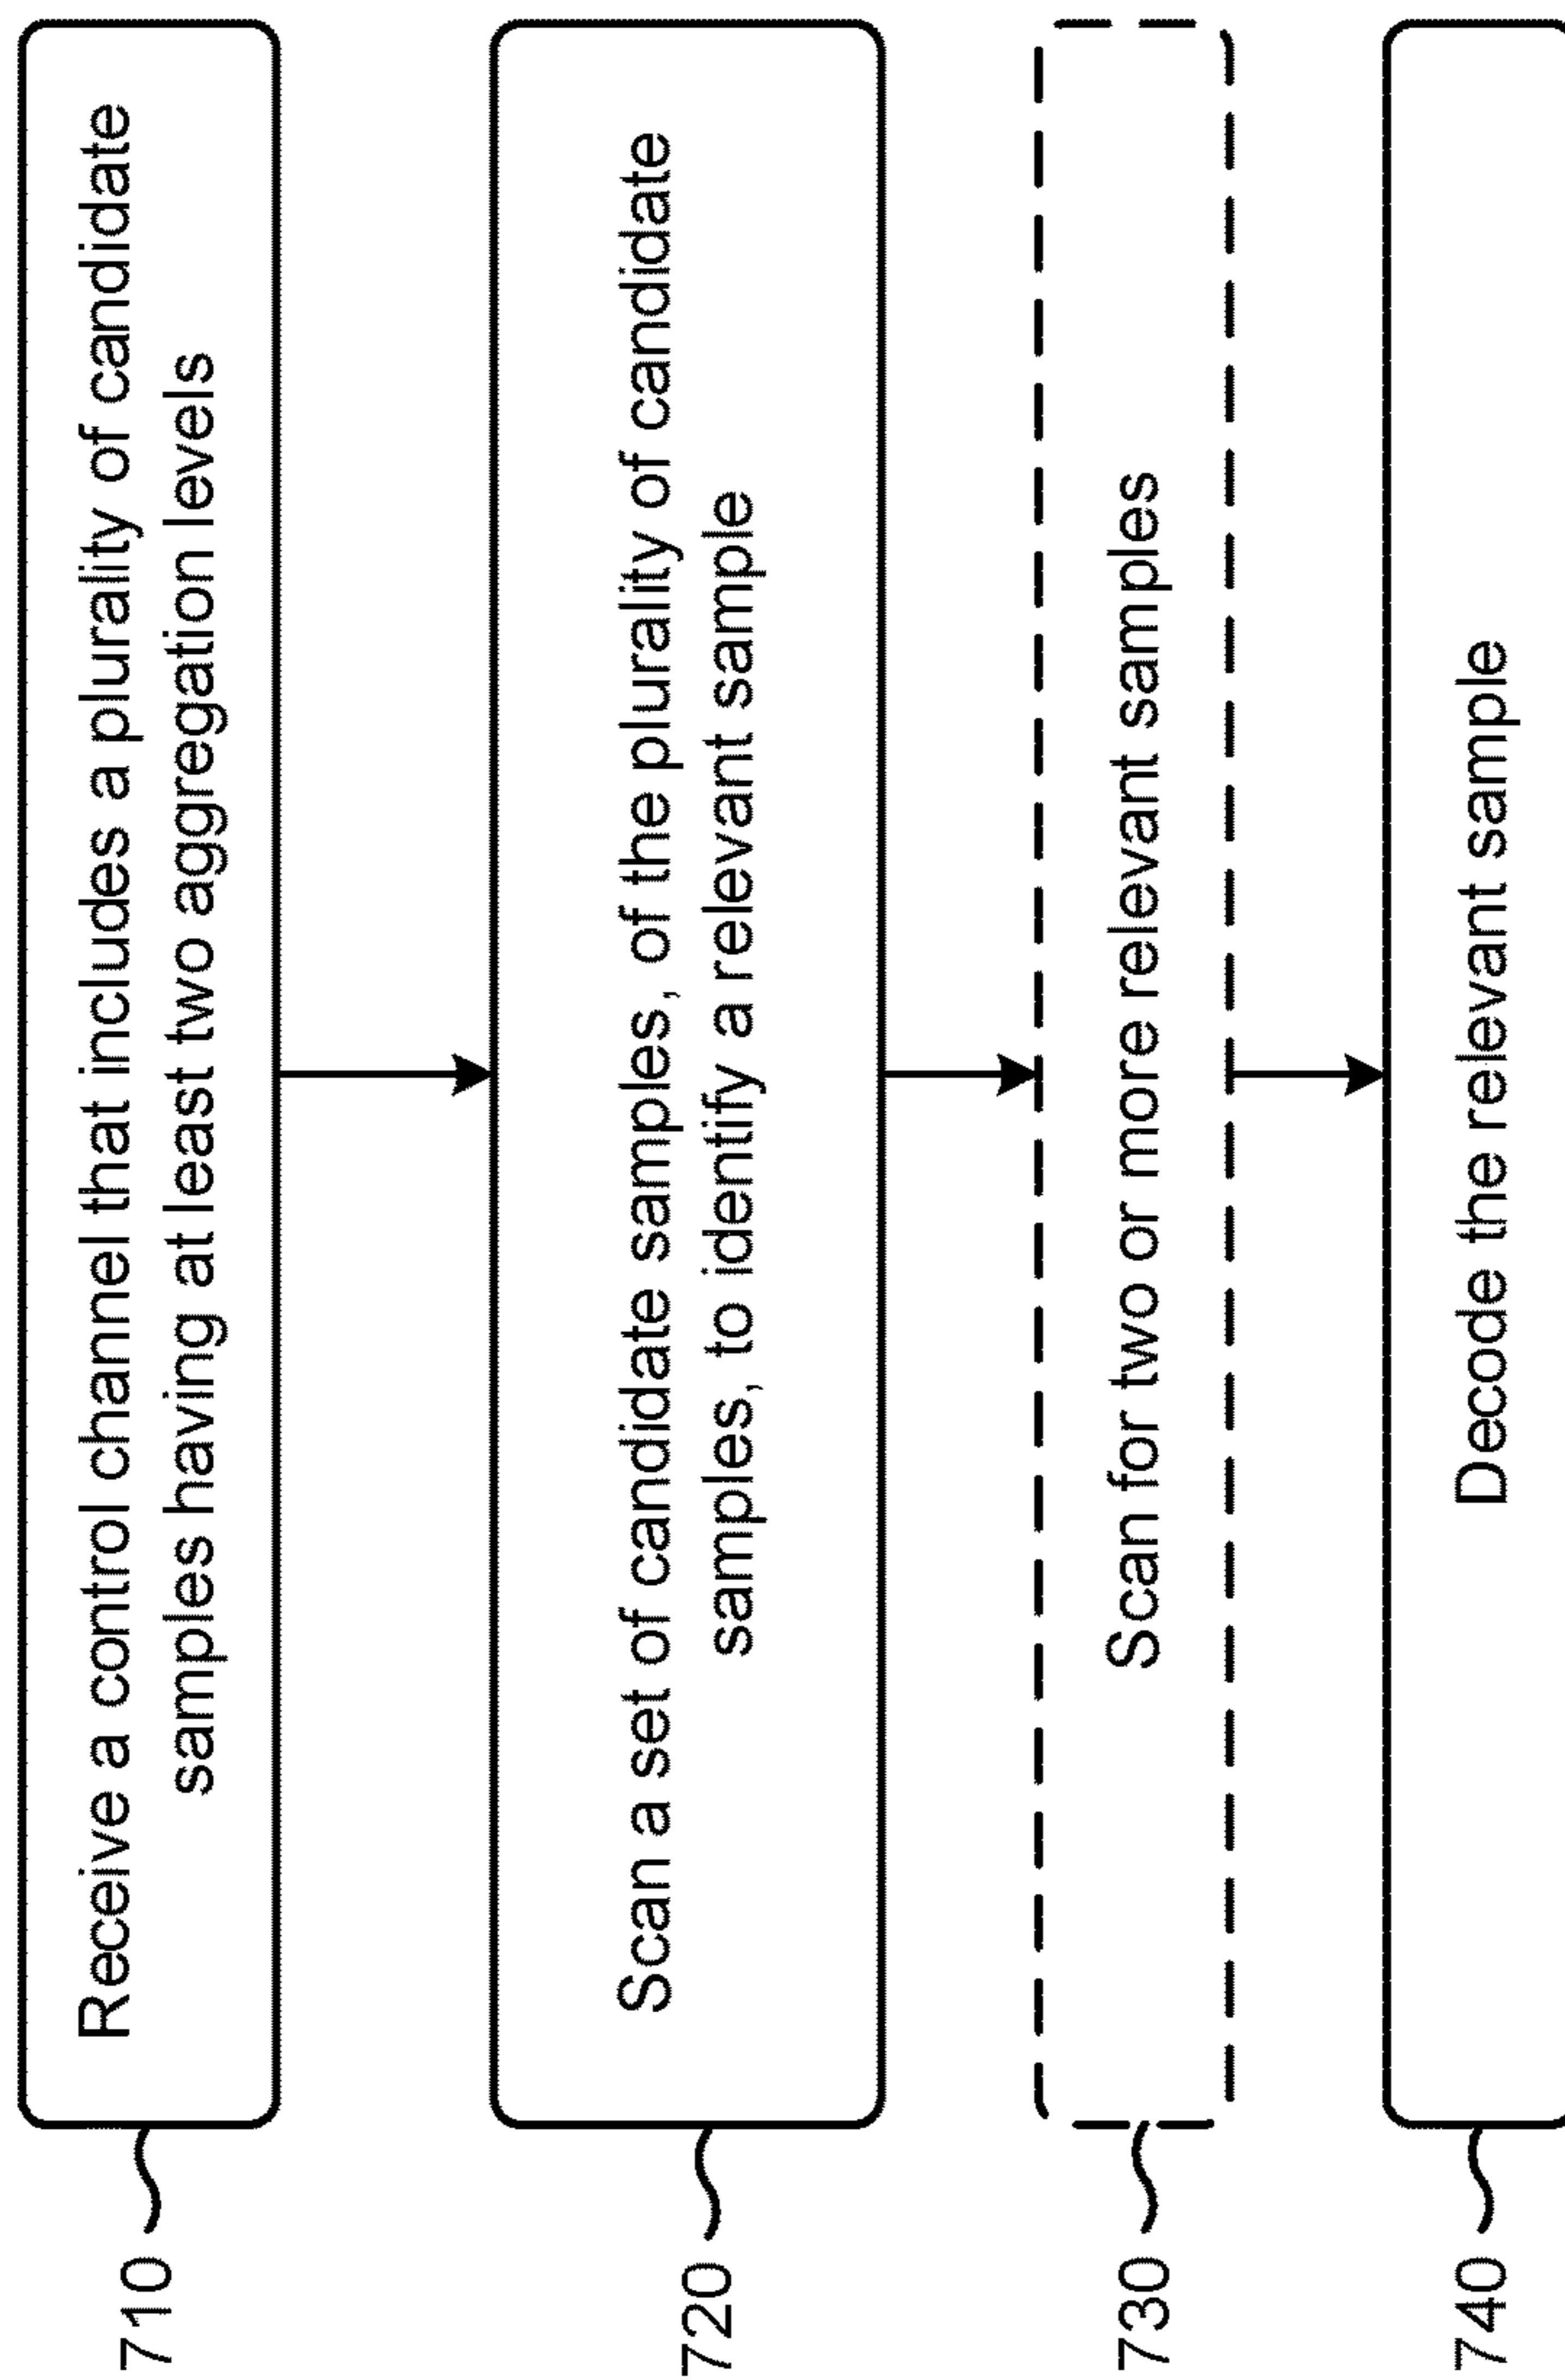 710
Receive a control channel that includes a plurality of candidate
samples having at least two aggregation levels
720
Scan a set of candidate samples, of the plurality of candidate
samples, to identify a relevant sample
730
Scan for two or more relevant samples
740
Decode the relevant sample